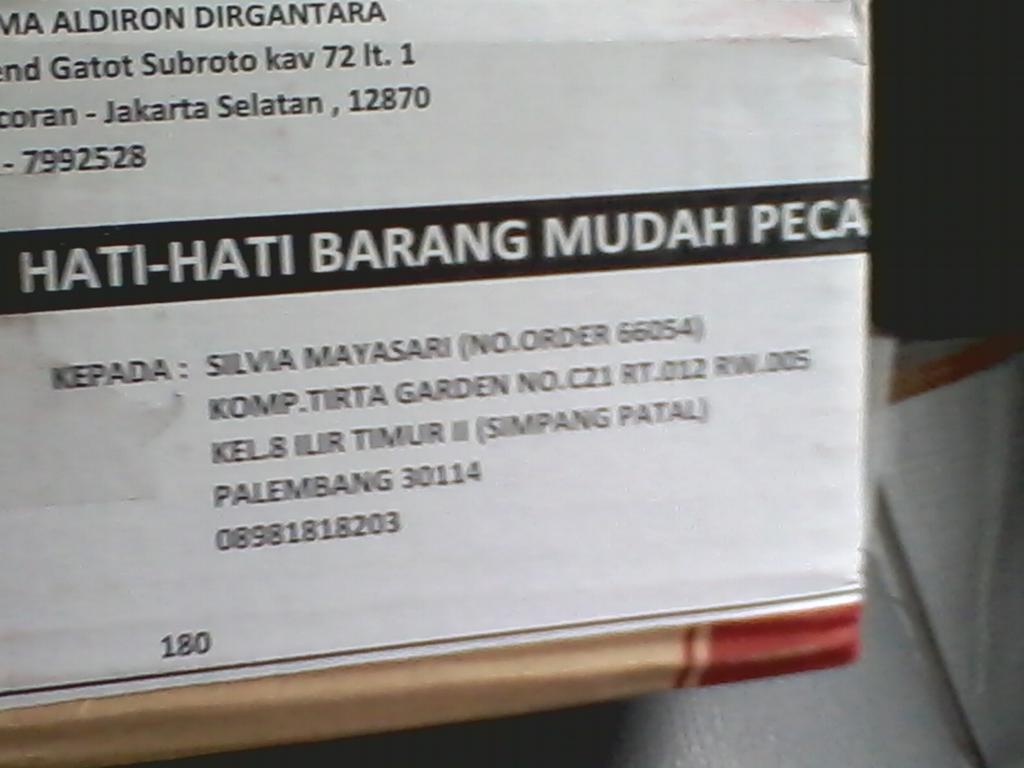 MA ALDIRON DIRGANTARA
end Gatot Subroto kav 72 lt. 1
coran - Jakarta Selatan , 12870
- 7992528
HATI-HATI BARANG MUDAH PECA
KEPADA : SILVIA MAYASARI (NO.ORDER 66054)
KOMP.TIRTA GARDEN NO.C21 RT.012 RW.005
KEL.8 ILIR TIMUR II (SIMPANG PATAL)
PALEMBANG 30114
08981818203
180